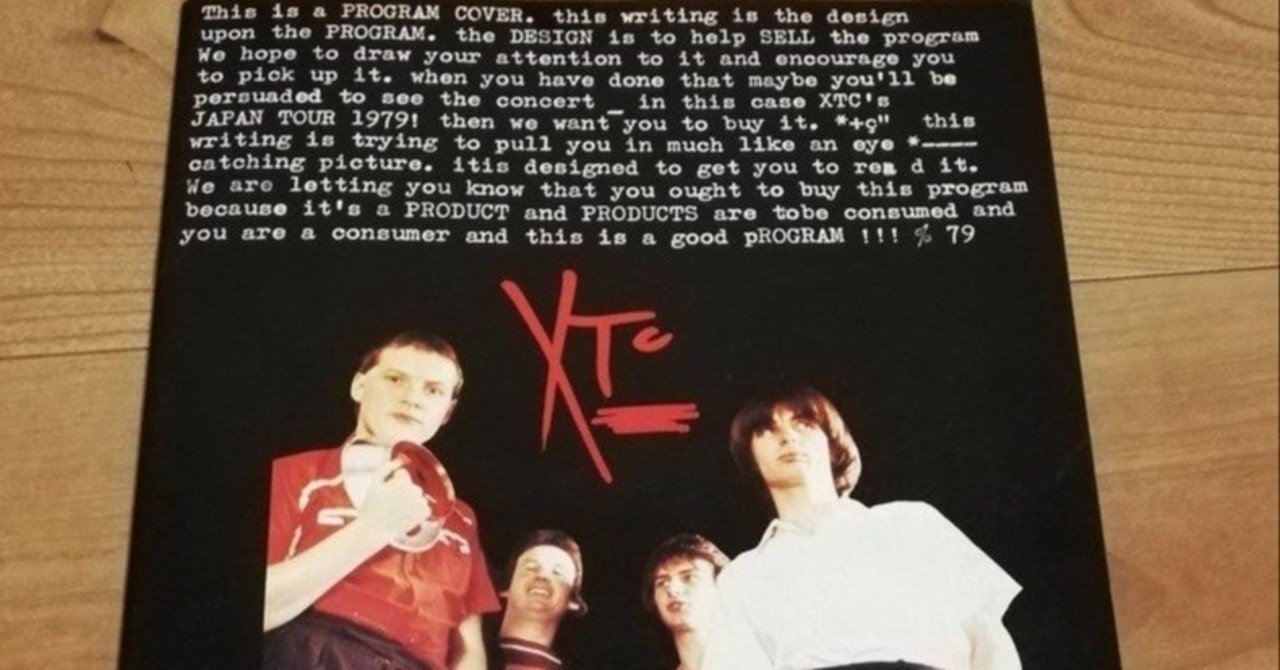 This is a PROGRAM COVER. this writing is the design
upon the PROGRAM. the DESIGN is to help SELL the program
We hope to draw your attention to it and encourage you
to pick up it. when you have done that maybe you'll be
persuaded to see the concert _ in this case XTC's
JAPAN TOUR 1979! then we want you to buy it. *+ç" this
writing is trying to pull you in much like an eye *----
catching picture. itis designed to get you to rea d it.
We are letting you know that you ought to buy this program
because it's a PRODUCT and PRODUCTS are tobe consumed and
you are a consumer and this is a good pROGRAM !!! % 79
XTc